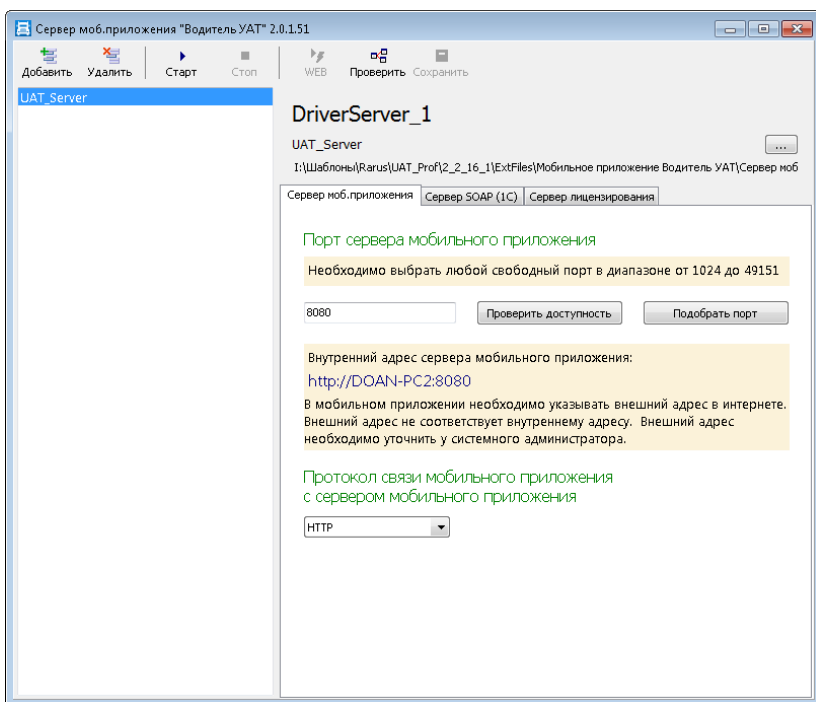 Сервер моб.приложения "Водитель УАТ" 2.0.1.51
Добавить Удалить Старт Стоп WEB Проверить Сохранить
UAT_Server
DriverServer_1
UAT_Server ...
I:\Шаблоны\Rarus\UAT_Prof\2_2_16_1\ExtFiles\Мобильное приложение Водитель УАТ\Сервер моб
Сервер моб.приложения Сервер SOAP (1С) Сервер лицензирования
Порт сервера мобильного приложения
Необходимо выбрать любой свободный порт в диапазоне от 1024 до 49151
8080 Проверить доступность Подобрать порт
Внутренний адрес сервера мобильного приложения:
http://DOAN-PC2:8080
В мобильном приложении необходимо указывать внешний адрес в интернете.
Внешний адрес не соответствует внутреннему адресу. Внешний адрес
необходимо уточнить у системного администратора.
Протокол связи мобильного приложения
с сервером мобильного приложения
HTTP